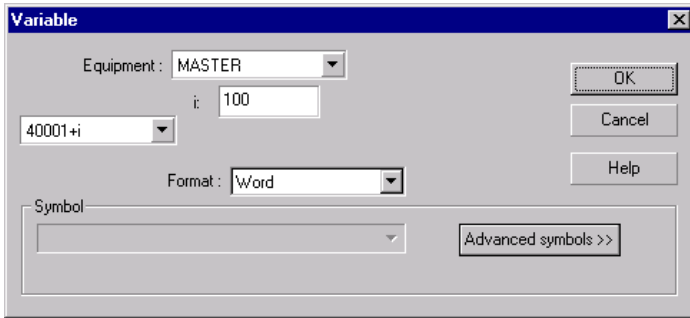 Variable
Equipment : MASTER
OK
i: 100
40001+i
Cancel
Help
Format : Word
Symbol
Advanced symbols >>